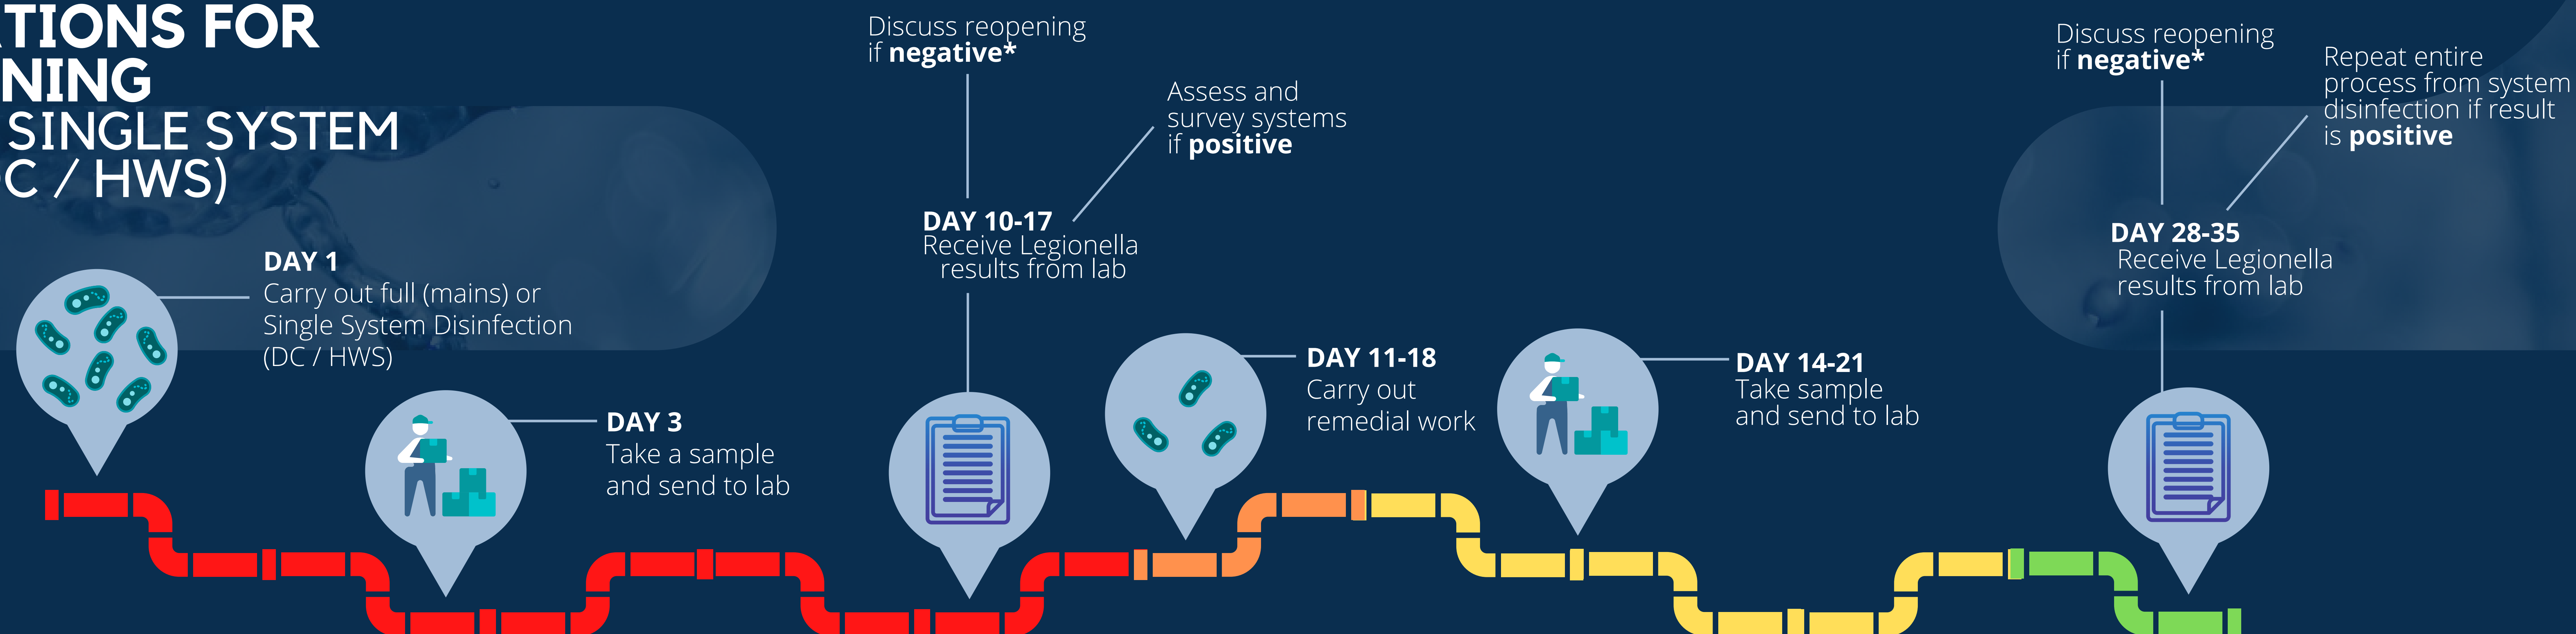 TIONS FOR
NING
SINGLE SYSTEM
C / HWS)
DAY 1
Carry out full (mains) or
Single System Disinfection
(DC / HWS)
DAY 3
Take a sample
and send to lab
Discuss reopening
if negative*
Assess and
survey systems
if positive
DAY 10-17
Receive Legionella
results from lab
DAY 11-18
Carry out
remedial work
DAY 14-21
Take sample
and send to lab
Discuss reopening
if negative*
Repeat entire
process from system
disinfection if result
is positive
DAY 28-35
Receive Legionella
results from lab